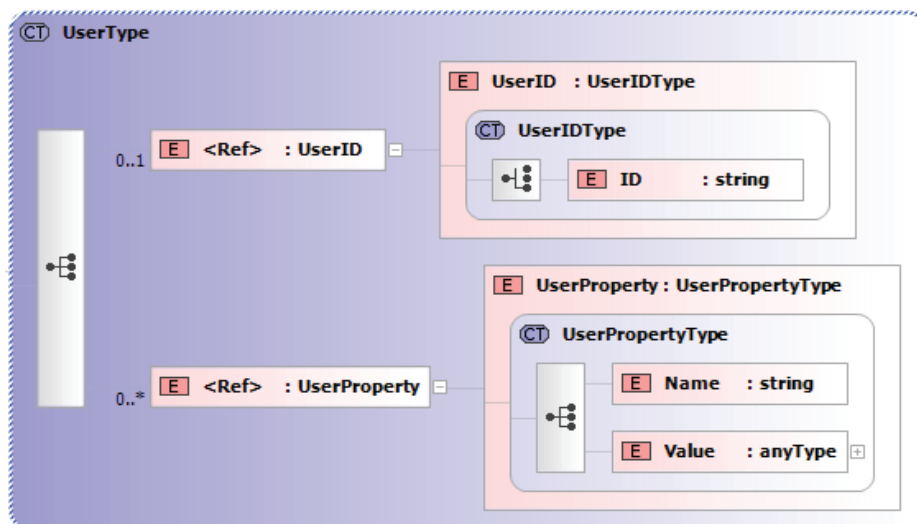 CT UserType
E UserID : UserIDType
CT UserIDType
0..1 E <Ref> : UserID
E ID : string
E UserProperty : UserPropertyType
CT UserPropertyType
0..* E <Ref> : UserProperty
E Name : string
E Value : anyType